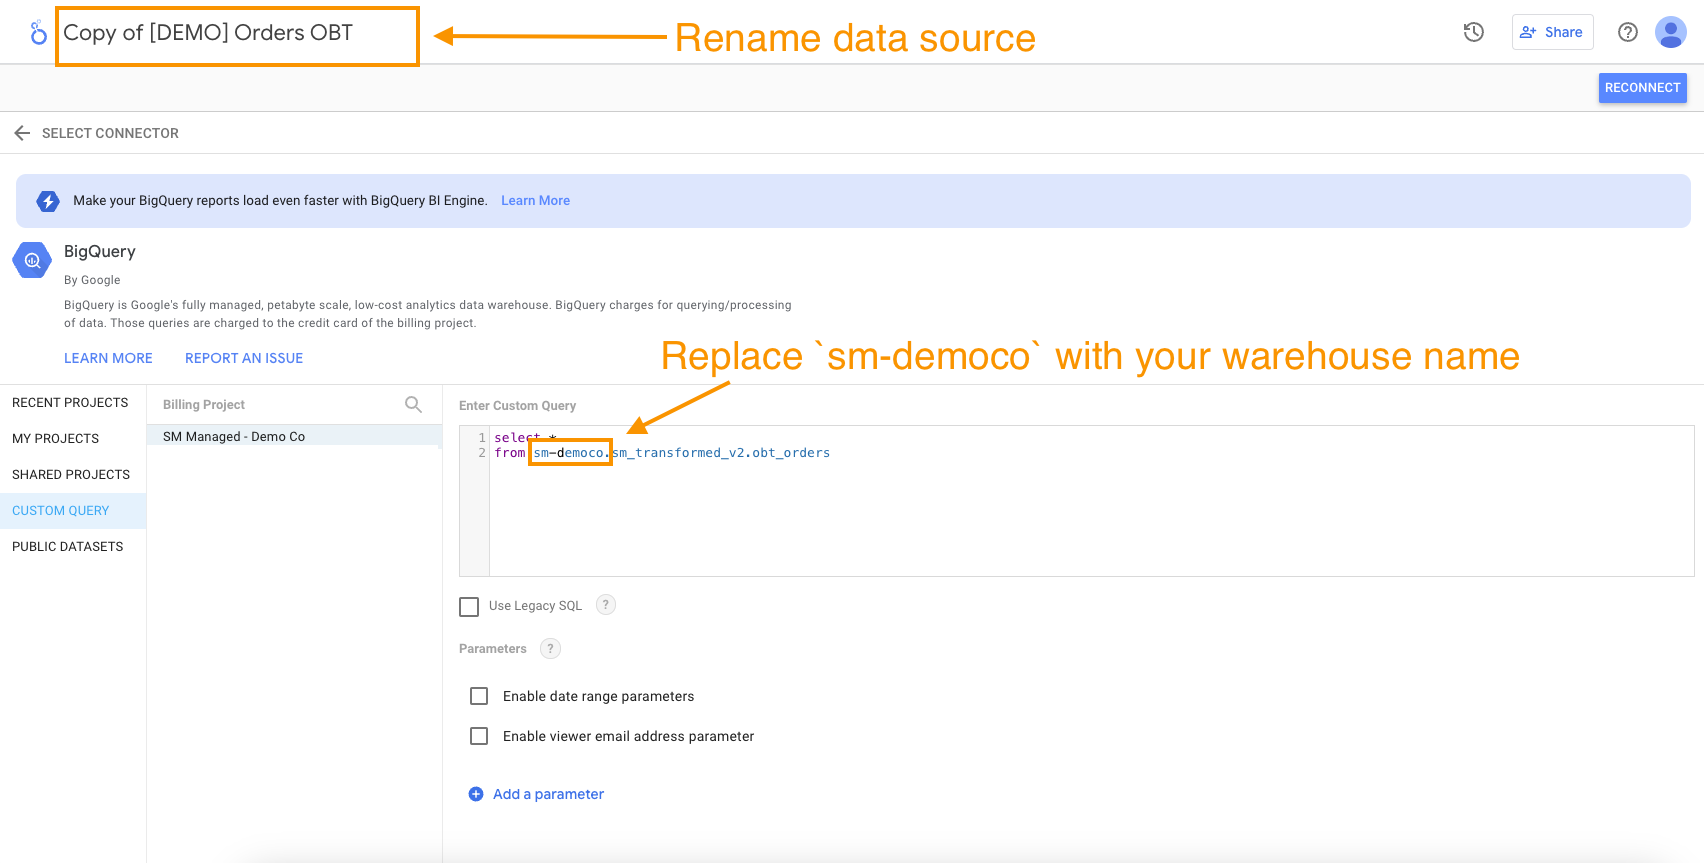 Copy of [DEMO] Orders OBT
Rename data source
Share
?
RECONNECT
SELECT CONNECTOR
Make your BigQuery reports load even faster with BigQuery BI Engine. Learn More
BigQuery
By Google
BigQuery is Google's fully managed, petabyte scale, low-cost analytics data warehouse. BigQuery charges for querying/processing
of data. Those queries are charged to the credit card of the billing project.
LEARN MORE REPORT AN ISSUE
Replace `sm-democo` with your warehouse name
RECENT PROJECTS
MY PROJECTS
SHARED PROJECTS
CUSTOM QUERY
PUBLIC DATASETS
Billing Project
SM Managed - Demo Co
Enter Custom Query
1 select *
2 from sm-democo.sm_transformed_v2.obt_orders
Use Legacy SQL ?
Parameters ?
Enable date range parameters
Enable viewer email address parameter
Add a parameter